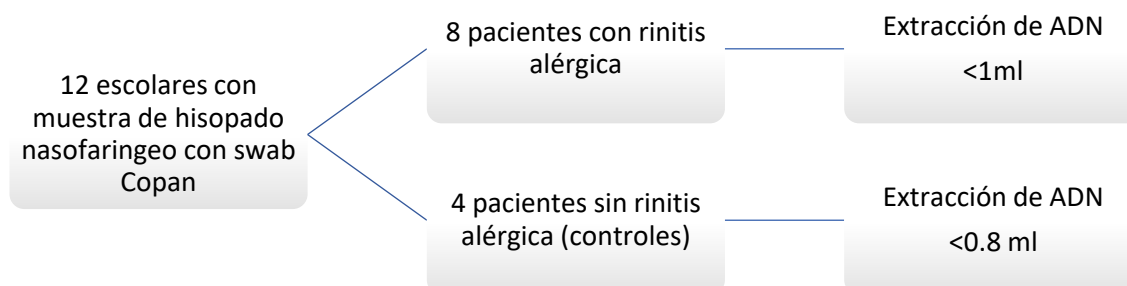 12 escolares con
muestra de hisopado
nasofaringeo con swab
Copan
8 pacientes con rinitis
alérgica
Extracción de ADN
<1ml
4 pacientes sin rinitis
alérgica (controles)
Extracción de ADN
<0.8 ml